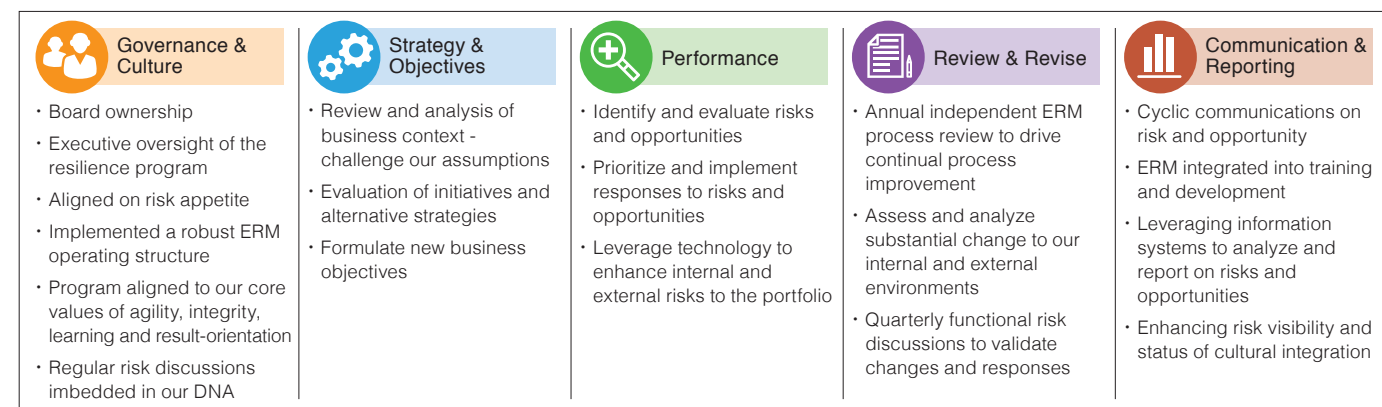 Governance &
Culture
· Board ownership
· Executive oversight of the
resilience program
· Aligned on risk appetite
· Implemented a robust ERM
operating structure
· Program aligned to our core
values of agility, integrity,
learning and result-orientation
· Regular risk discussions
imbedded in our DNA
Strategy &
Objectives
· Review and analysis of
business context -
challenge our assumptions
· Evaluation of initiatives and
alternative strategies
· Formulate new business
objectives
Performance
· Identify and evaluate risks
and opportunities
· Prioritize and implement
responses to risks and
opportunities
· Leverage technology to
enhance internal and
external risks to the portfolio
Review & Revise
· Annual independent ERM
process review to drive
continual process
improvement
· Assess and analyze
substantial change to our
internal and external
environments
· Quarterly functional risk
discussions to validate
changes and responses
Communication &
Reporting
· Cyclic communications on
risk and opportunity
· ERM integrated into training
and development
· Leveraging information
systems to analyze and
report on risks and
opportunities
· Enhancing risk visibility and
status of cultural integration